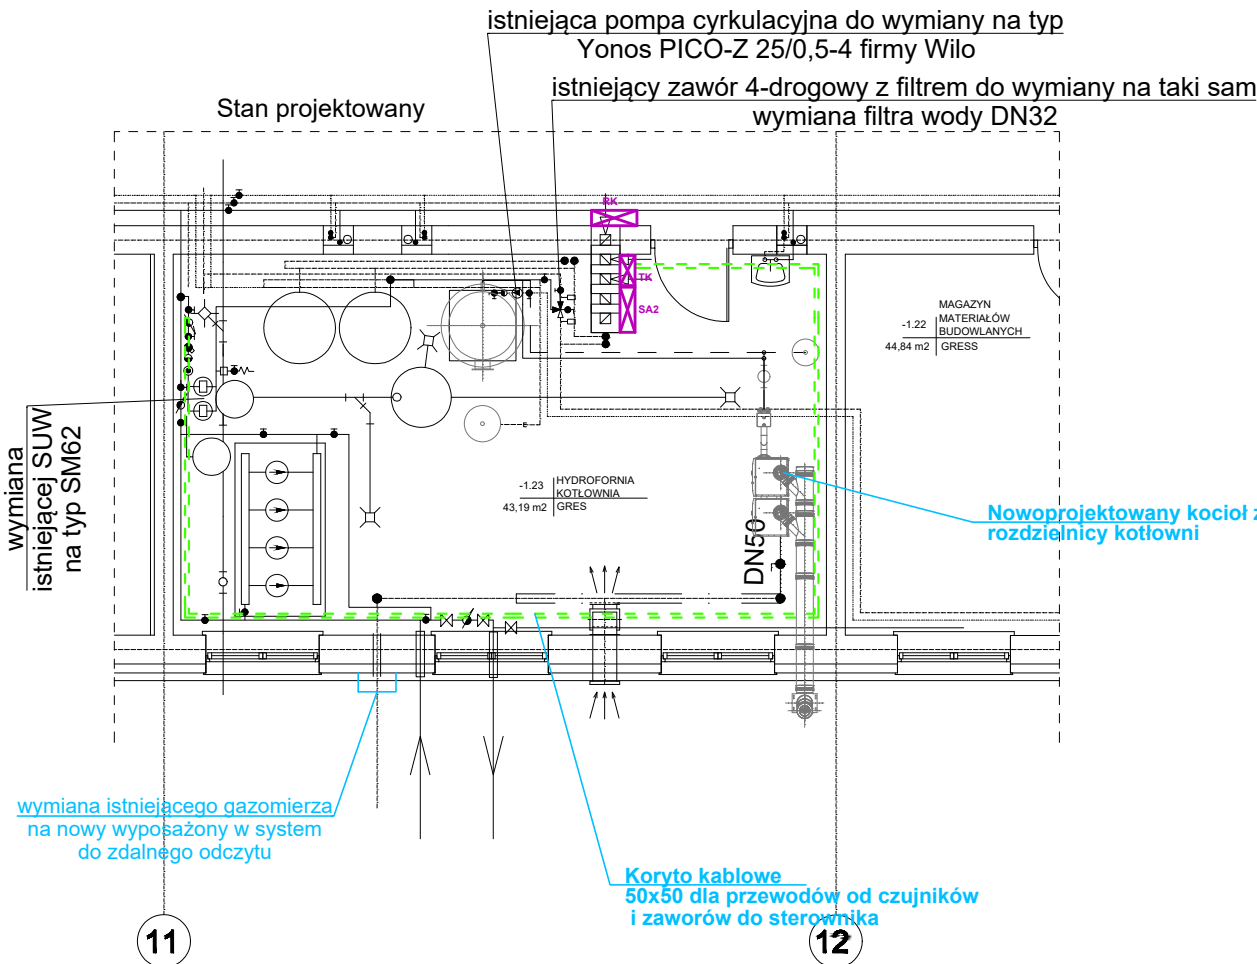 istniejąca pompa cyrkulacyjna do wymiany na typ
Yonos PICO-Z 25/0,5-4 firmy Wilo
istniejący zawór 4-drogowy z filtrem do wymiany na taki sam
wymiana filtra wody DN32
Stan projektowany
RK
TK
SA2
MAGAZYN
MATERIAŁÓW
-1.22
BUDOWLANYCH
44,84 m2
GRESS
wymiana
istniejącej SUW
na typ SM62
-1.23
HYDROFORNIA
KOTŁOWNIA
43,19 m2
GRES
DN50
Nowoprojektowany kocioł z
rozdzielnicy kotłowni
wymiana istniejącego gazomierza
na nowy wyposażony w system
do zdalnego odczytu
Koryto kablowe
50x50 dla przewodów od czujników
i zaworów do sterownika
11
12